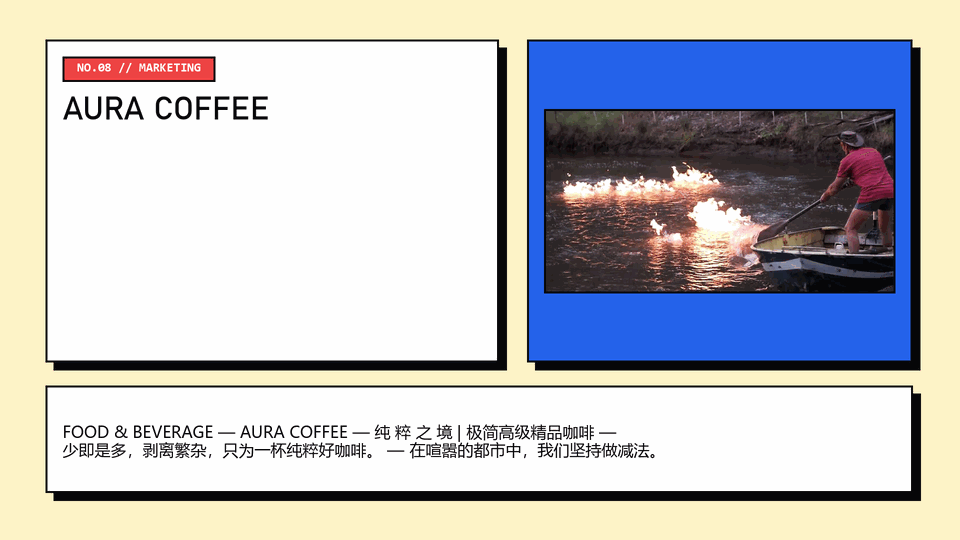 NO.08 // MARKETING
AURA COFFEE
FOOD & BEVERAGE — AURA COFFEE — 纯 粹 之 境 | 极简高级精品咖啡 —
少即是多，剥离繁杂，只为一杯纯粹好咖啡。 — 在喧嚣的都市中，我们坚持做减法。